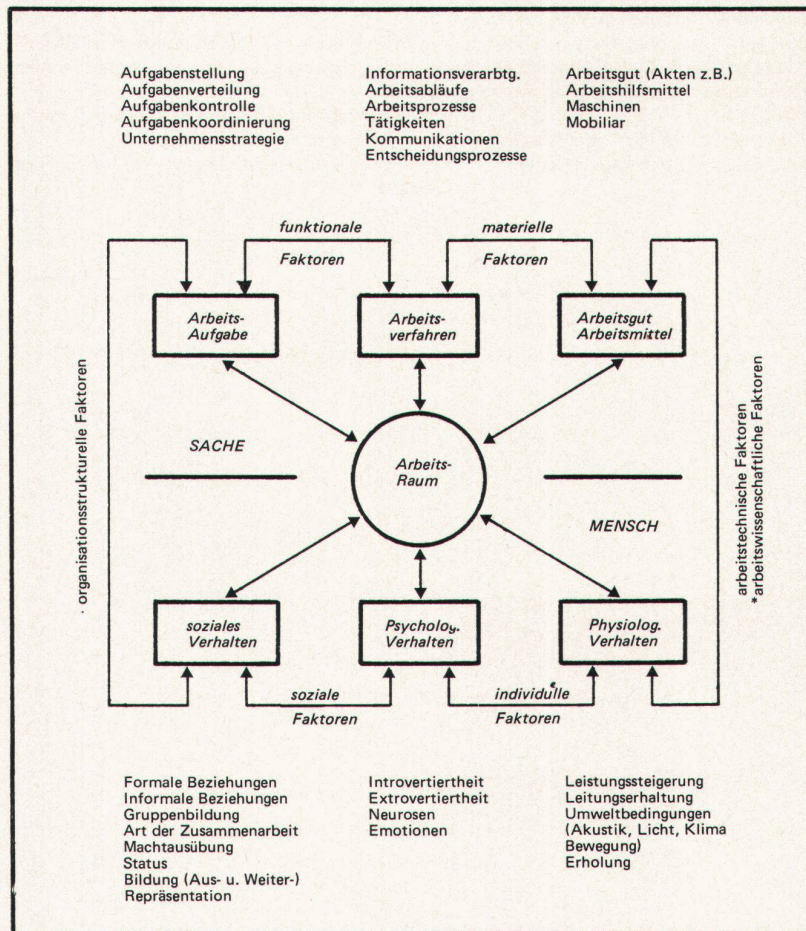 Aufgabenstellung
Aufgabenverteilung
Aufgabenkontrolle
Aufgabenkoordinierung
Unternehmensstrategie
Informationsverarbtg.
Arbeitsabläufe
Arbeitsprozesse
Tätigkeiten
Kommunikationen
Entscheidungsprozesse
Arbeitsgut (Akten z.B.)
Arbeitshilfsmittel
Maschinen
Mobiliar
funktionale
Faktoren
materielle
Faktoren
Arbeits-
Aufgabe
Arbeits-
verfahren
Arbeitsgut
Arbeitsmittel
· organisationsstrukturelle Faktoren
SACHE
Arbeits-
Raum
MENSCH
arbeitstechnische Faktoren
*arbeitswissenschaftliche Faktoren
soziales
Verhalten
Psycholog.
Verhalten
Physiolog.
Verhalten
soziale
Faktoren
individuelle
Faktoren
Formale Beziehungen
Informale Beziehungen
Gruppenbildung
Art der Zusammenarbeit
Machtausübung
Status
Bildung (Aus- u. Weiter-)
Repräsentation
Introvertiertheit
Extrovertiertheit
Neurosen
Emotionen
Leistungssteigerung
Leitungserhaltung
Umweltbedingungen
(Akustik, Licht, Klima
Bewegung)
Erholung